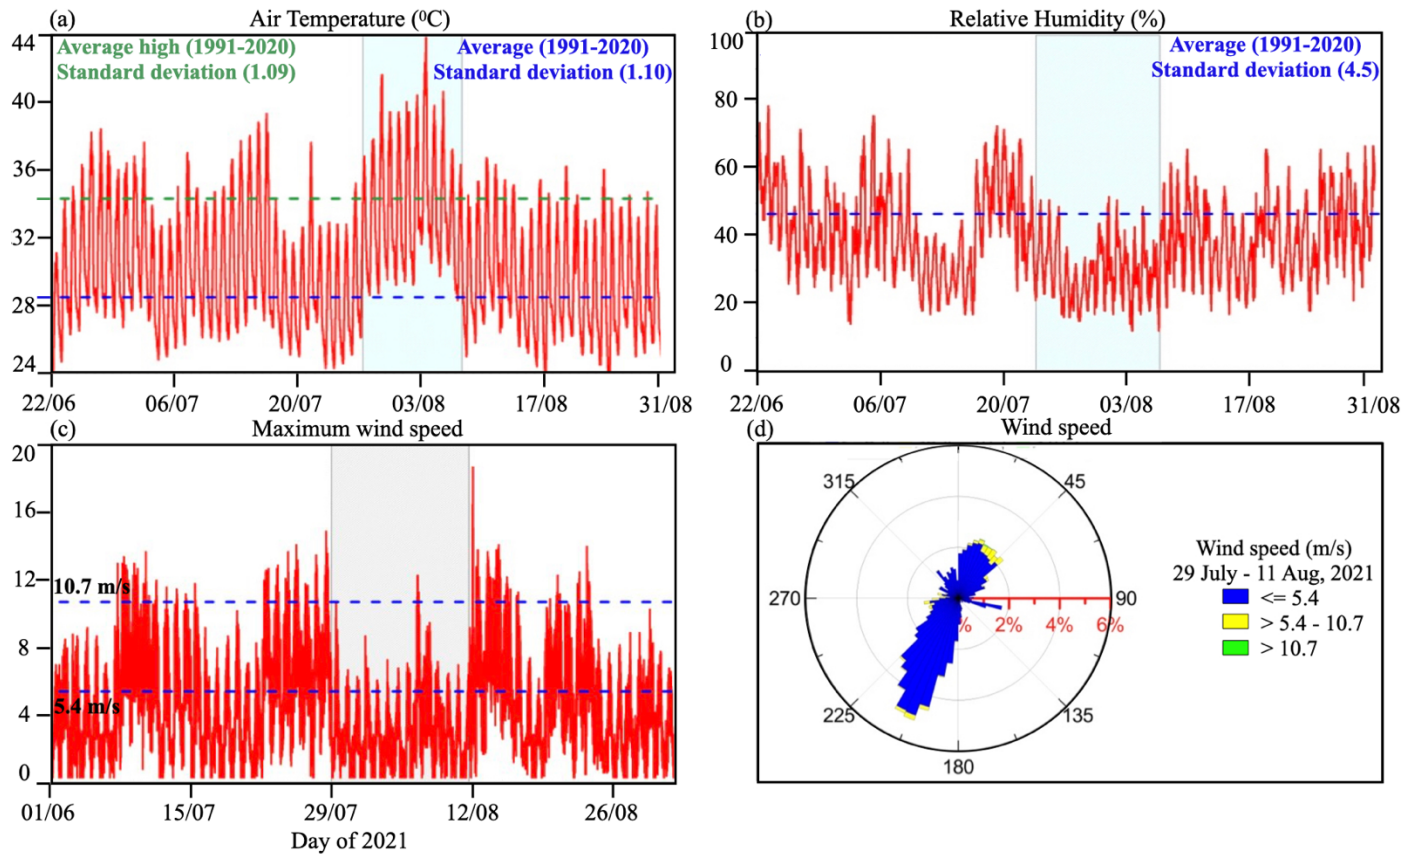 (a)
Air Temperature (⁰C)
44
40
36
32
28
24
Average high (1991-2020)
Standard deviation (1.09)
Average (1991-2020)
Standard deviation (1.10)
22/06
06/07
20/07
03/08
17/08
31/08
(b)
Relative Humidity (%)
100
80
60
40
20
0
Average (1991-2020)
Standard deviation (4.5)
22/06
06/07
20/07
03/08
17/08
31/08
(c)
Maximum wind speed
20
16
12
8
4
0
10.7 m/s
5.4 m/s
01/06
15/07
29/07
12/08
26/08
Day of 2021
(d)
Wind speed
315
45
270
90
225
135
180
% 2% 4% 6%
Wind speed (m/s)
29 July - 11 Aug, 2021
<= 5.4
> 5.4 - 10.7
> 10.7